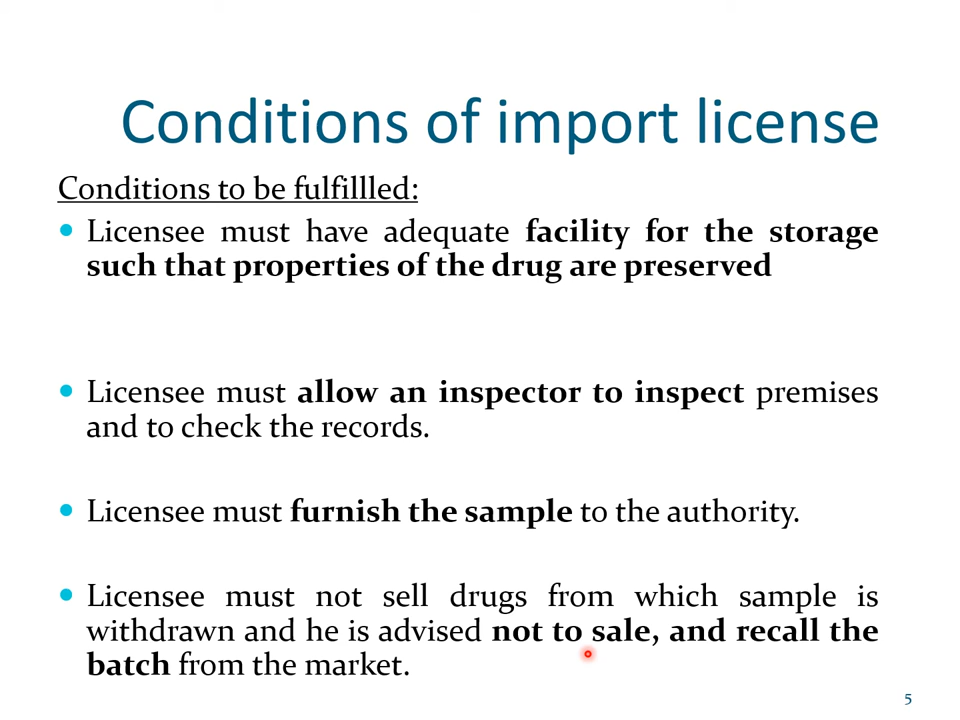 Conditions of import license
Conditions to be fulfillled:
• Licensee must have adequate facility for the storage
such that properties of the drug are preserved
• Licensee must allow an inspector to inspect premises
and to check the records.
• Licensee must furnish the sample to the authority.
• Licensee must not sell drugs from which sample is
withdrawn and he is advised not to sale, and recall the
batch from the market.
5